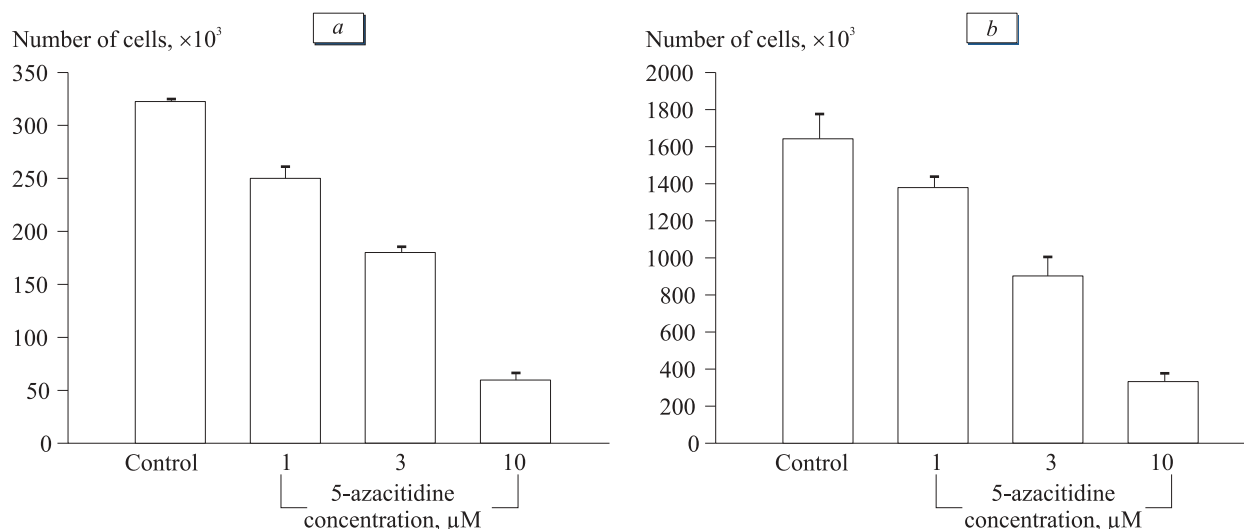 a
Number of cells, ×10³
350
300
250
200
150
100
50
0
Control 1 3 10
5-azacitidine
concentration, µM
b
Number of cells, ×10³
2000
1800
1600
1400
1200
1000
800
600
400
200
0
Control 1 3 10
5-azacitidine
concentration, µM